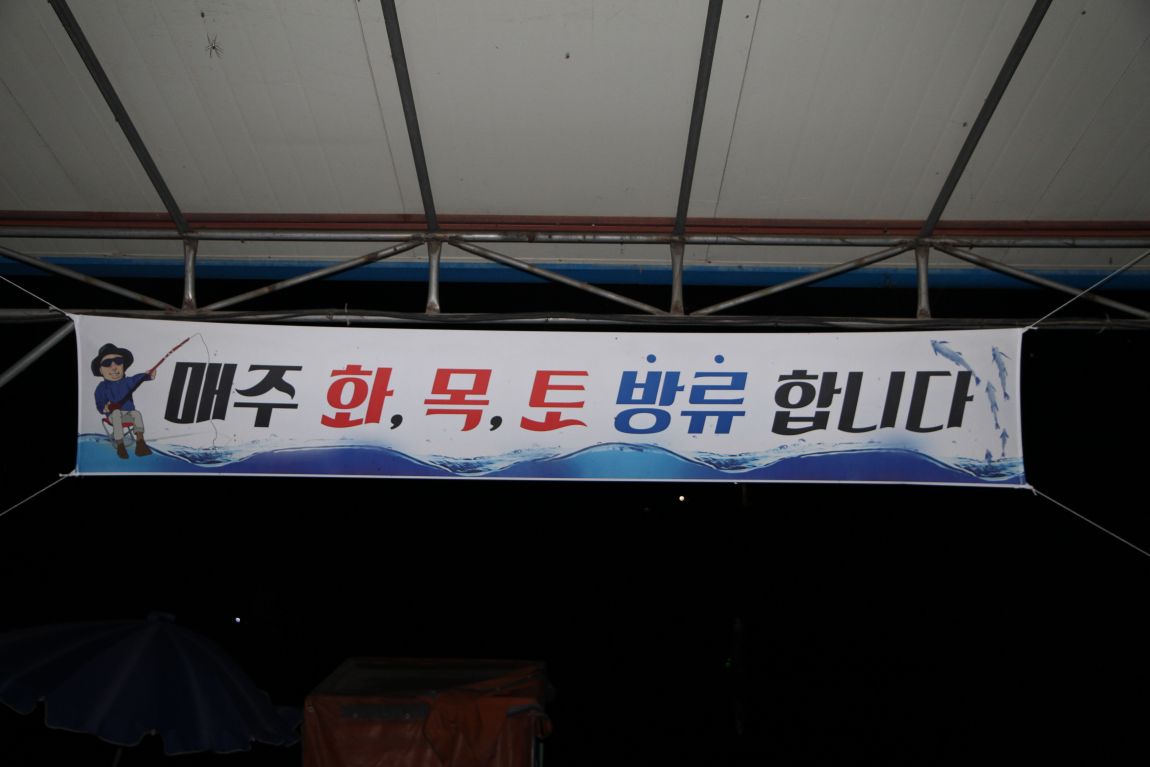 매주 화, 목, 토 방류 합니다